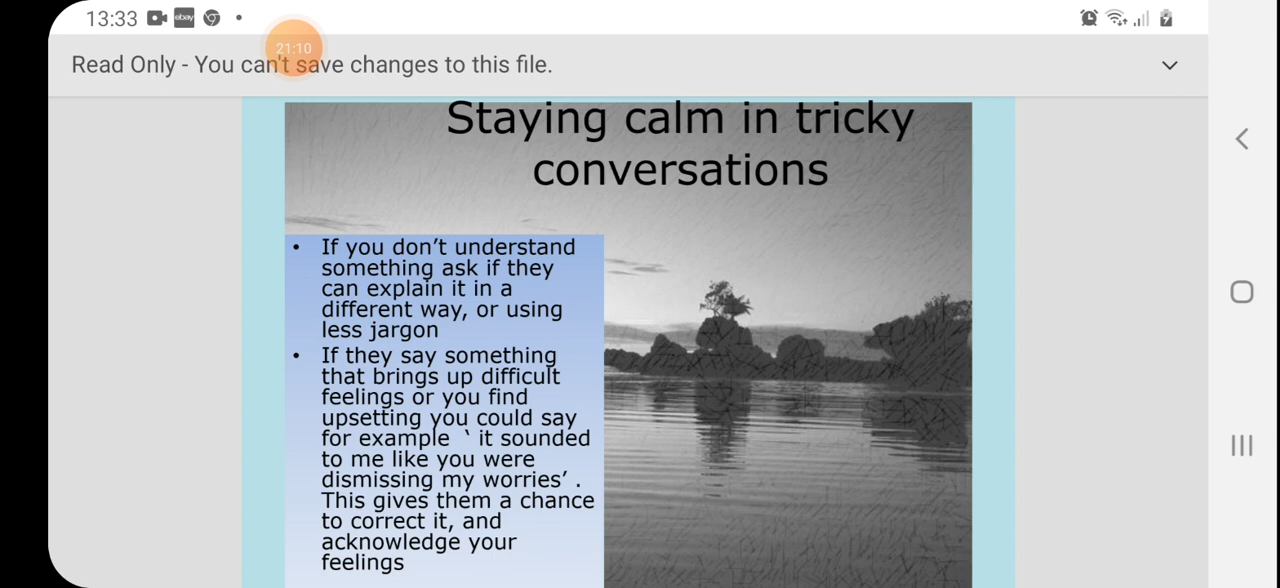 13:33 ebay
21:10
Read Only - You can't save changes to this file.
Staying calm in tricky
conversations
• If you don't understand
something ask if they
can explain it in a
different way, or using
less jargon
• If they say something
that brings up difficult
feelings or you find
upsetting you could say
for example ‵ it sounded
to me like you were
dismissing my worries' .
This gives them a chance
to correct it, and
acknowledge your
feelings